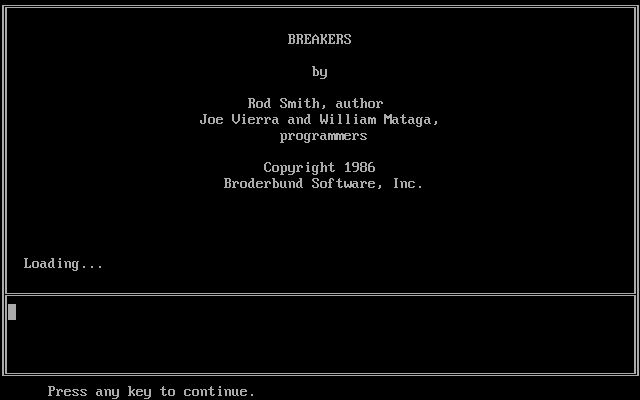 BREAKERS
by
Rod Smith, author
Joe Vierra and William Mataga,
programmers
Copyright 1986
Broderbund Software, Inc.
Loading...
Press any key to continue.